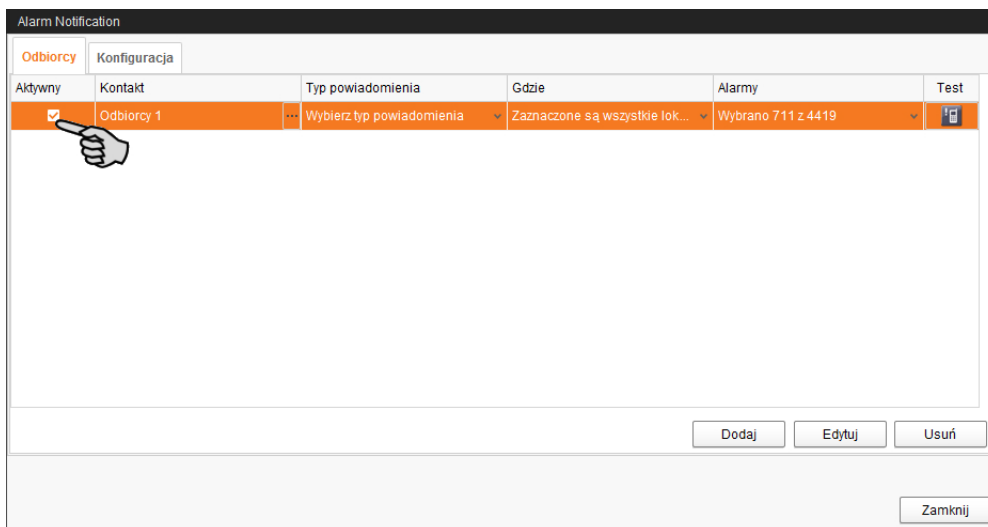 Alarm Notification
Odbiorcy Konfiguracja
Aktywny Kontakt Typ powiadomienia Gdzie Alarmy Test
Odbiorcy 1 ... Wybierz typ powiadomienia Zaznaczone są wszystkie lok... Wybrano 711 z 4419
Dodaj Edytuj Usuń
Zamknij